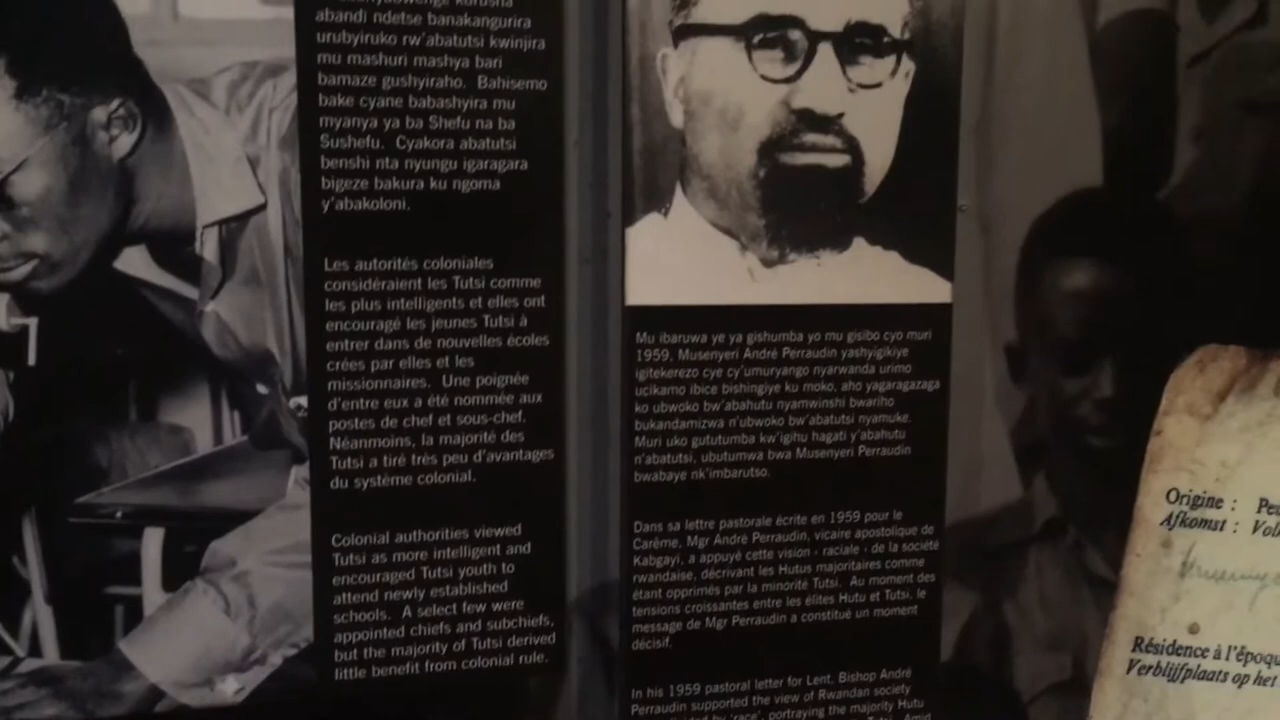 abandi ndetse banakangurira
urubyiruko rw'abatutsi kwinjira
mu mashuri mashya bari
bamaze gushyiraho. Bahisemo
bake cyane babashyira mu
myanya ya ba Shefu na ba
Sushefu. Cyakora abatutsi
benshi nta nyungu igaragara
bigeze bakura ku ngoma
y'abakoloni.
Les autorités coloniales
considéraient les Tutsi comme
les plus intelligents et elles ont
encouragé les jeunes Tutsi à
entrer dans de nouvelles écoles
crées par elles et les
missionnaires. Une poignée
d'entre eux a été nommée aux
postes de chef et sous-chef.
Néanmoins, la majorité des
Tutsi a tiré très peu d'avantages
du système colonial.
Colonial authorities viewed
Tutsi as more intelligent and
encouraged Tutsi youth to
attend newly established
schools. A select few were
appointed chiefs and subchiefs,
but the majority of Tutsi derived
little benefit from colonial rule.
Mu ibaruwa ye ya gishumba yo mu gisibo cyo muri
1959, Musenyeri André Perraudin yashyigikiye
igitekerezo cye cy'umuryango nyarwanda urimo
ucikamo ibice bishingiye ku moko, aho yagaragazaga
ko ubwoko bw'abahutu nyamwinshi bwariho
bukandamizwa n'ubwoko bw'abatutsi nyamuke.
Muri uko gututumba kw'igihu hagati y'abahutu
n'abatutsi, ubutumwa bwa Musenyeri Perraudin
bwabaye nk'imbarutso.
Dans sa lettre pastorale écrite en 1959 pour le
Carême, Mgr André Perraudin, vicaire apostolique de
Kabgayi, a appuyé cette vision ‹ raciale › de la société
rwandaise, décrivant les Hutus majoritaires comme
étant opprimés par la minorité Tutsi. Au moment des
tensions croissantes entre les élites Hutu et Tutsi, le
message de Mgr Perraudin a constitué un moment
décisif.
In his 1959 pastoral letter for Lent, Bishop André
Perraudin supported the view of Rwandan society
'race', portraying the majority Hutu
Origine :
Afkomst :
Résidence à l'époqu
Verblijfplaats op het